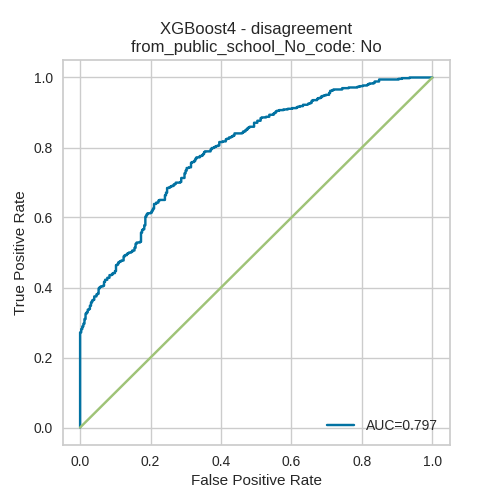 XGBoost4 - disagreement
from_public_school_No_code: No
1.0
0.8
0.6
0.4
0.2
0.0
True Positive Rate
AUC=0.797
0.0 0.2 0.4 0.6 0.8 1.0
False Positive Rate